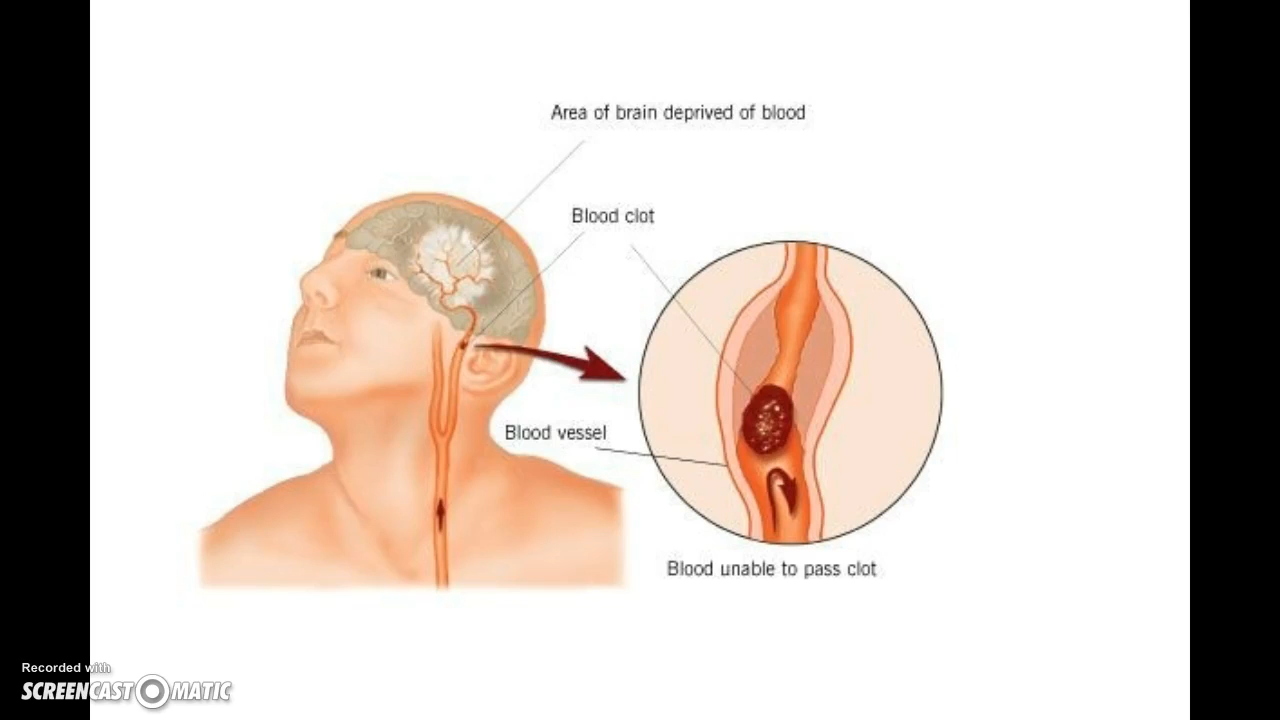 Area of brain deprived of blood
Blood clot
Blood vessel
Blood unable to pass clot
Recorded with
SCREENCAST MATIC